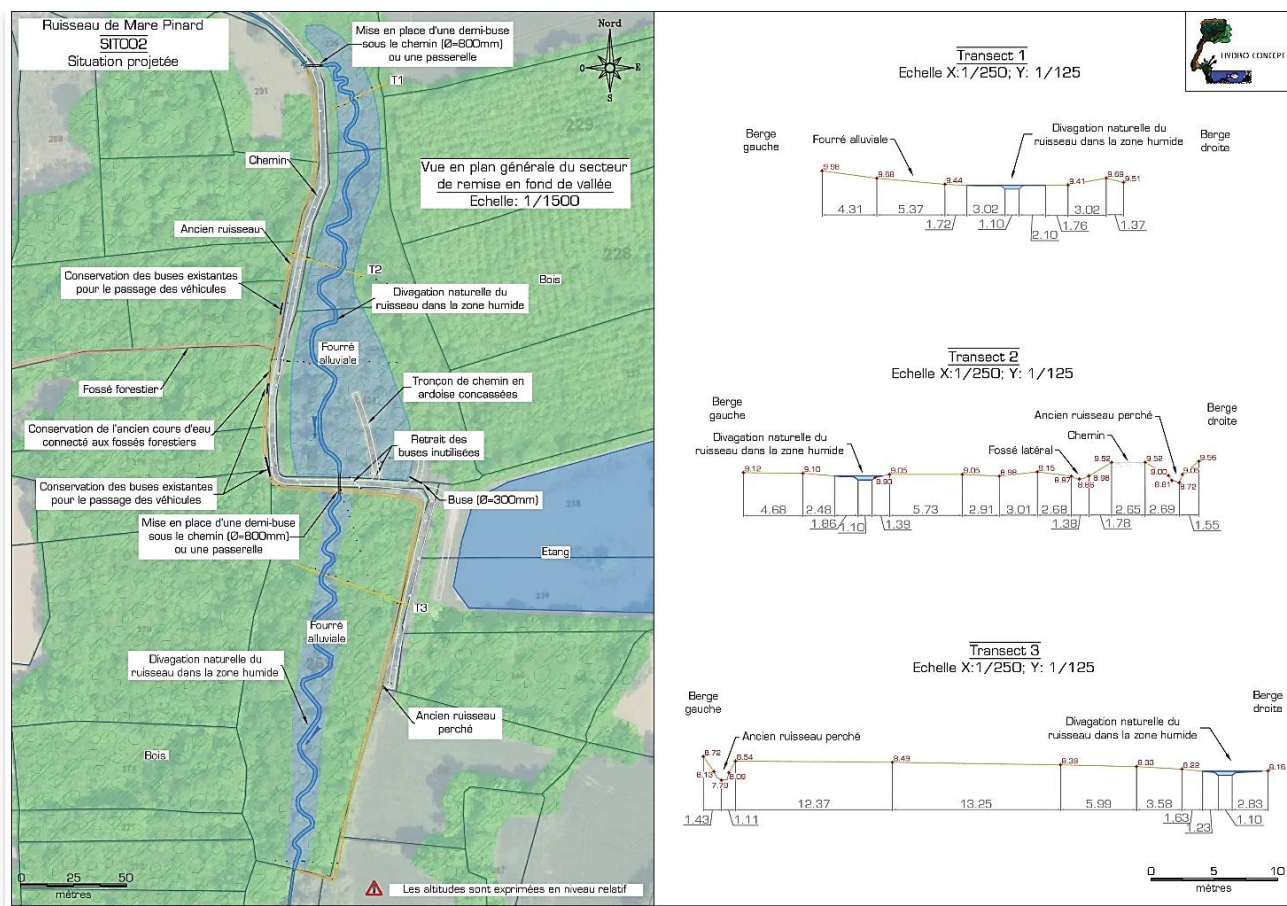 Ruisseau de Mare Pinard
SIT002
Situation projetée
Mise en place d'une demi-buse
sous le chemin (Ø=800mm)
ou une passerelle
Nord
O
E
S
T1
291
229
Chemin
Vue en plan générale du secteur
de remise en fond de vallée
Echelle: 1/1500
Ancien ruisseau
T2
228
Bois
Conservation des buses existantes
pour le passage des véhicules
Divagation naturelle du
ruisseau dans la zone humide
Fourré
alluviale
Fossé forestier
Tronçon de chemin en
ardoise concassées
Conservation de l'ancien cours d'eau
connecté aux fossés forestiers
Retrait des
buses inutilisées
Conservation des buses existantes
pour le passage des véhicules
Buse (Ø=300mm)
238
Mise en place d'une demi-buse
sous le chemin (Ø=800mm)
ou une passerelle
Etang
239
T3
Fourré
alluviale
Divagation naturelle du
ruisseau dans la zone humide
Ancien ruisseau
perché
Bois
0 25 50
mètres
Les altitudes sont exprimées en niveau relatif
HYDRO CONCEPT
Transect 1
Echelle X:1/250; Y: 1/125
Berge
gauche
Fourré alluviale
Divagation naturelle du
ruisseau dans la zone humide
Berge
droite
9.98 9.68 9.44 9.41 9.69 9.51
4.31 5.37 3.02 3.02
1.72 1.10 2.10 1.76 1.37
Transect 2
Echelle X:1/250; Y: 1/125
Berge
gauche
Divagation naturelle du
ruisseau dans la zone humide
Ancien ruisseau perché
Chemin
Fossé latéral
Berge
droite
9.12 9.10 8.90 9.05 9.05 8.98 9.15 8.87 8.86 8.98 9.52 9.52 9.00 8.81 8.72 9.05 9.56
4.68 2.48 5.73 2.91 3.01 2.68 2.65 2.69
1.86 1.10 1.39 1.38 1.78 1.55
Transect 3
Echelle X:1/250; Y: 1/125
Berge
gauche
Ancien ruisseau perché
Divagation naturelle du
ruisseau dans la zone humide
Berge
droite
8.72 8.13 7.79 8.09 8.54 8.49 8.39 8.33 8.22 8.16
12.37 13.25 5.99 3.58 2.83
1.43 1.11 1.63 1.23 1.10
0 5 10
mètres